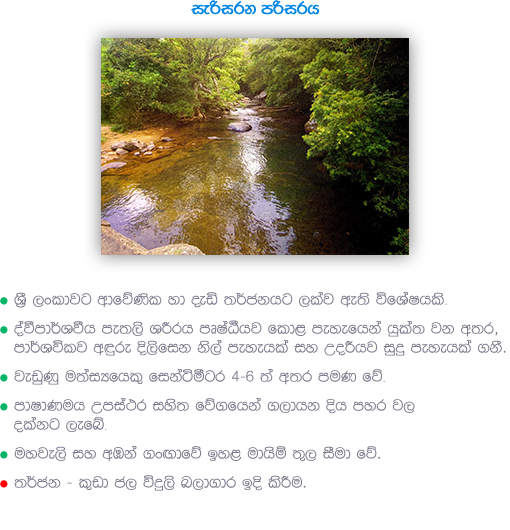 සැරිසරන පරිසරය
ශ්‍රී ලංකාවට ආවේණික හා දැඩි තර්ජනයට ලක්ව ඇති විශේෂයකි.
ද්වීපාර්ශවීය පැතලි ශරීරය පෘෂ්ඨීයව කොළ පැහැයෙන් යුක්ත වන අතර,
පාර්ශවිකව අඳුරු දිලිසෙන නිල් පැහැයක් සහ උදරීයව සුදු පැහැයක් ගනී.
වැඩුණු මත්ස්‍යයෙකු සෙන්ටිමීටර 4-6 ත් අතර පමණ වේ.
පාෂාණමය උපස්ථර සහිත වේගයෙන් ගලායන දිය පහර වල
දක්නට ලැබේ.
මහවැලි සහ අඹන් ගංඟාවේ ඉහළ මායිම් තුල සීමා වේ.
තර්ජන - කුඩා ජල විදුලි බලාගාර ඉදි කිරීම.